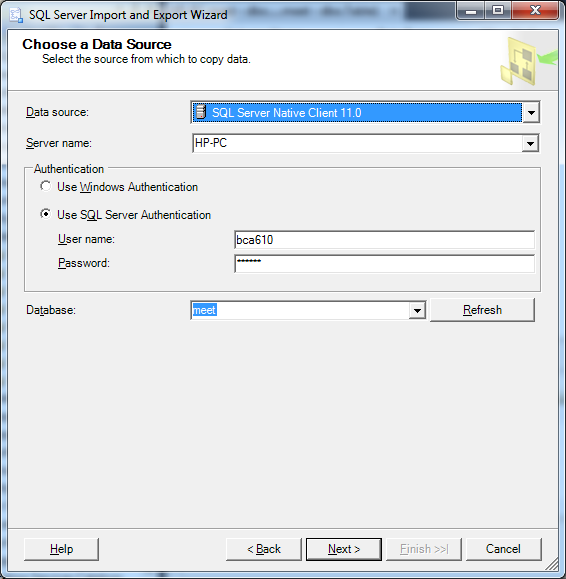 SQL Server Import and Export Wizard
Choose a Data Source
Select the source from which to copy data.
Data source: SQL Server Native Client 11.0
Server name: HP-PC
Authentication
Use Windows Authentication
Use SQL Server Authentication
User name: bca610
Password: ******
Database: meet Refresh
Help < Back Next > Finish >>| Cancel